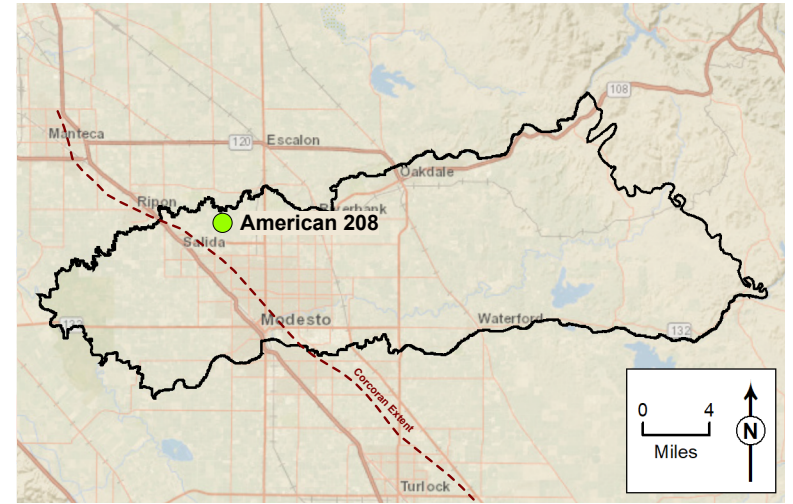 108
Manteca
120
Escalon
Oakdale
Ripon
Riverbank
American 208
Salida
132
Modesto
Waterford
132
Corcoran Extent
Turlock
0 4
Miles
N